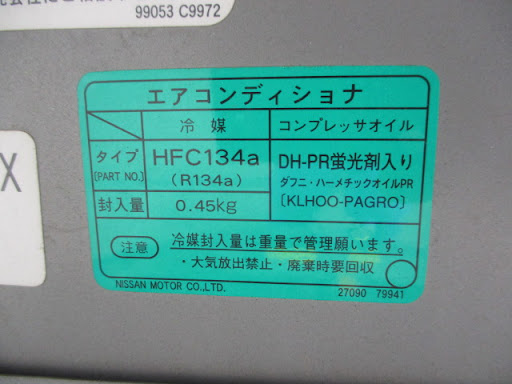 99053 C9972
X
エアコンディショナ
冷媒
コンプレッサオイル
タイプ
[PART NO.]
HFC134a
(R134a)
DH-PR蛍光剤入り
ダフニ・ハーメチックオイルPR
[KLHOO-PAGRO]
封入量
0.45kg
注意
冷媒封入量は重量で管理願います。
・大気放出禁止・廃棄時要回収
NISSAN MOTOR CO.,LTD.
27090 79941